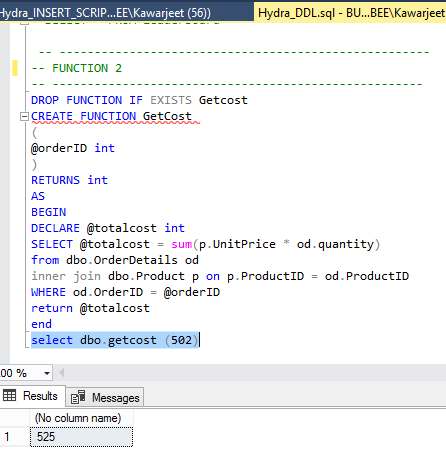 Hydra_INSERT_SCRIP...EE\Kawarjeet (56)) Hydra_DDL.sql - BU...BEE\Kawarjeet
-- ----------------------------------------------------
-- FUNCTION 2
-- ----------------------------------------------------
DROP FUNCTION IF EXISTS Getcost
CREATE FUNCTION GetCost
(
@orderID int
)
RETURNS int
AS
BEGIN
DECLARE @totalcost int
SELECT @totalcost = sum(p.UnitPrice * od.quantity)
from dbo.OrderDetails od
inner join dbo.Product p on p.ProductID = od.ProductID
WHERE od.OrderID = @orderID
return @totalcost
end
select dbo.getcost (502)
00 %
Results Messages
(No column name)
1 525